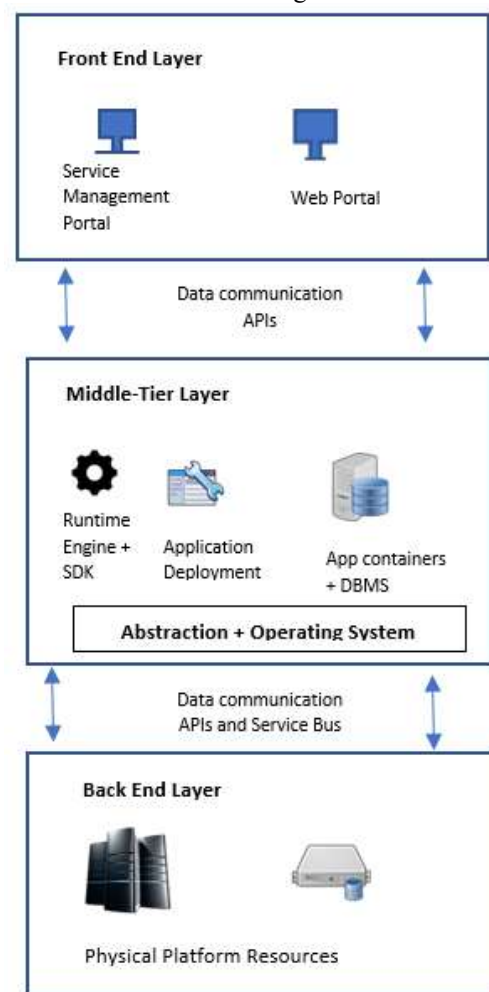 Front End Layer
Service
Management
Portal
Web Portal
Data communication
APIs
Middle-Tier Layer
Runtime
Engine +
SDK
Application
Deployment
App containers
+ DBMS
Abstraction + Operating System
Data communication
APIs and Service Bus
Back End Layer
Physical Platform Resources